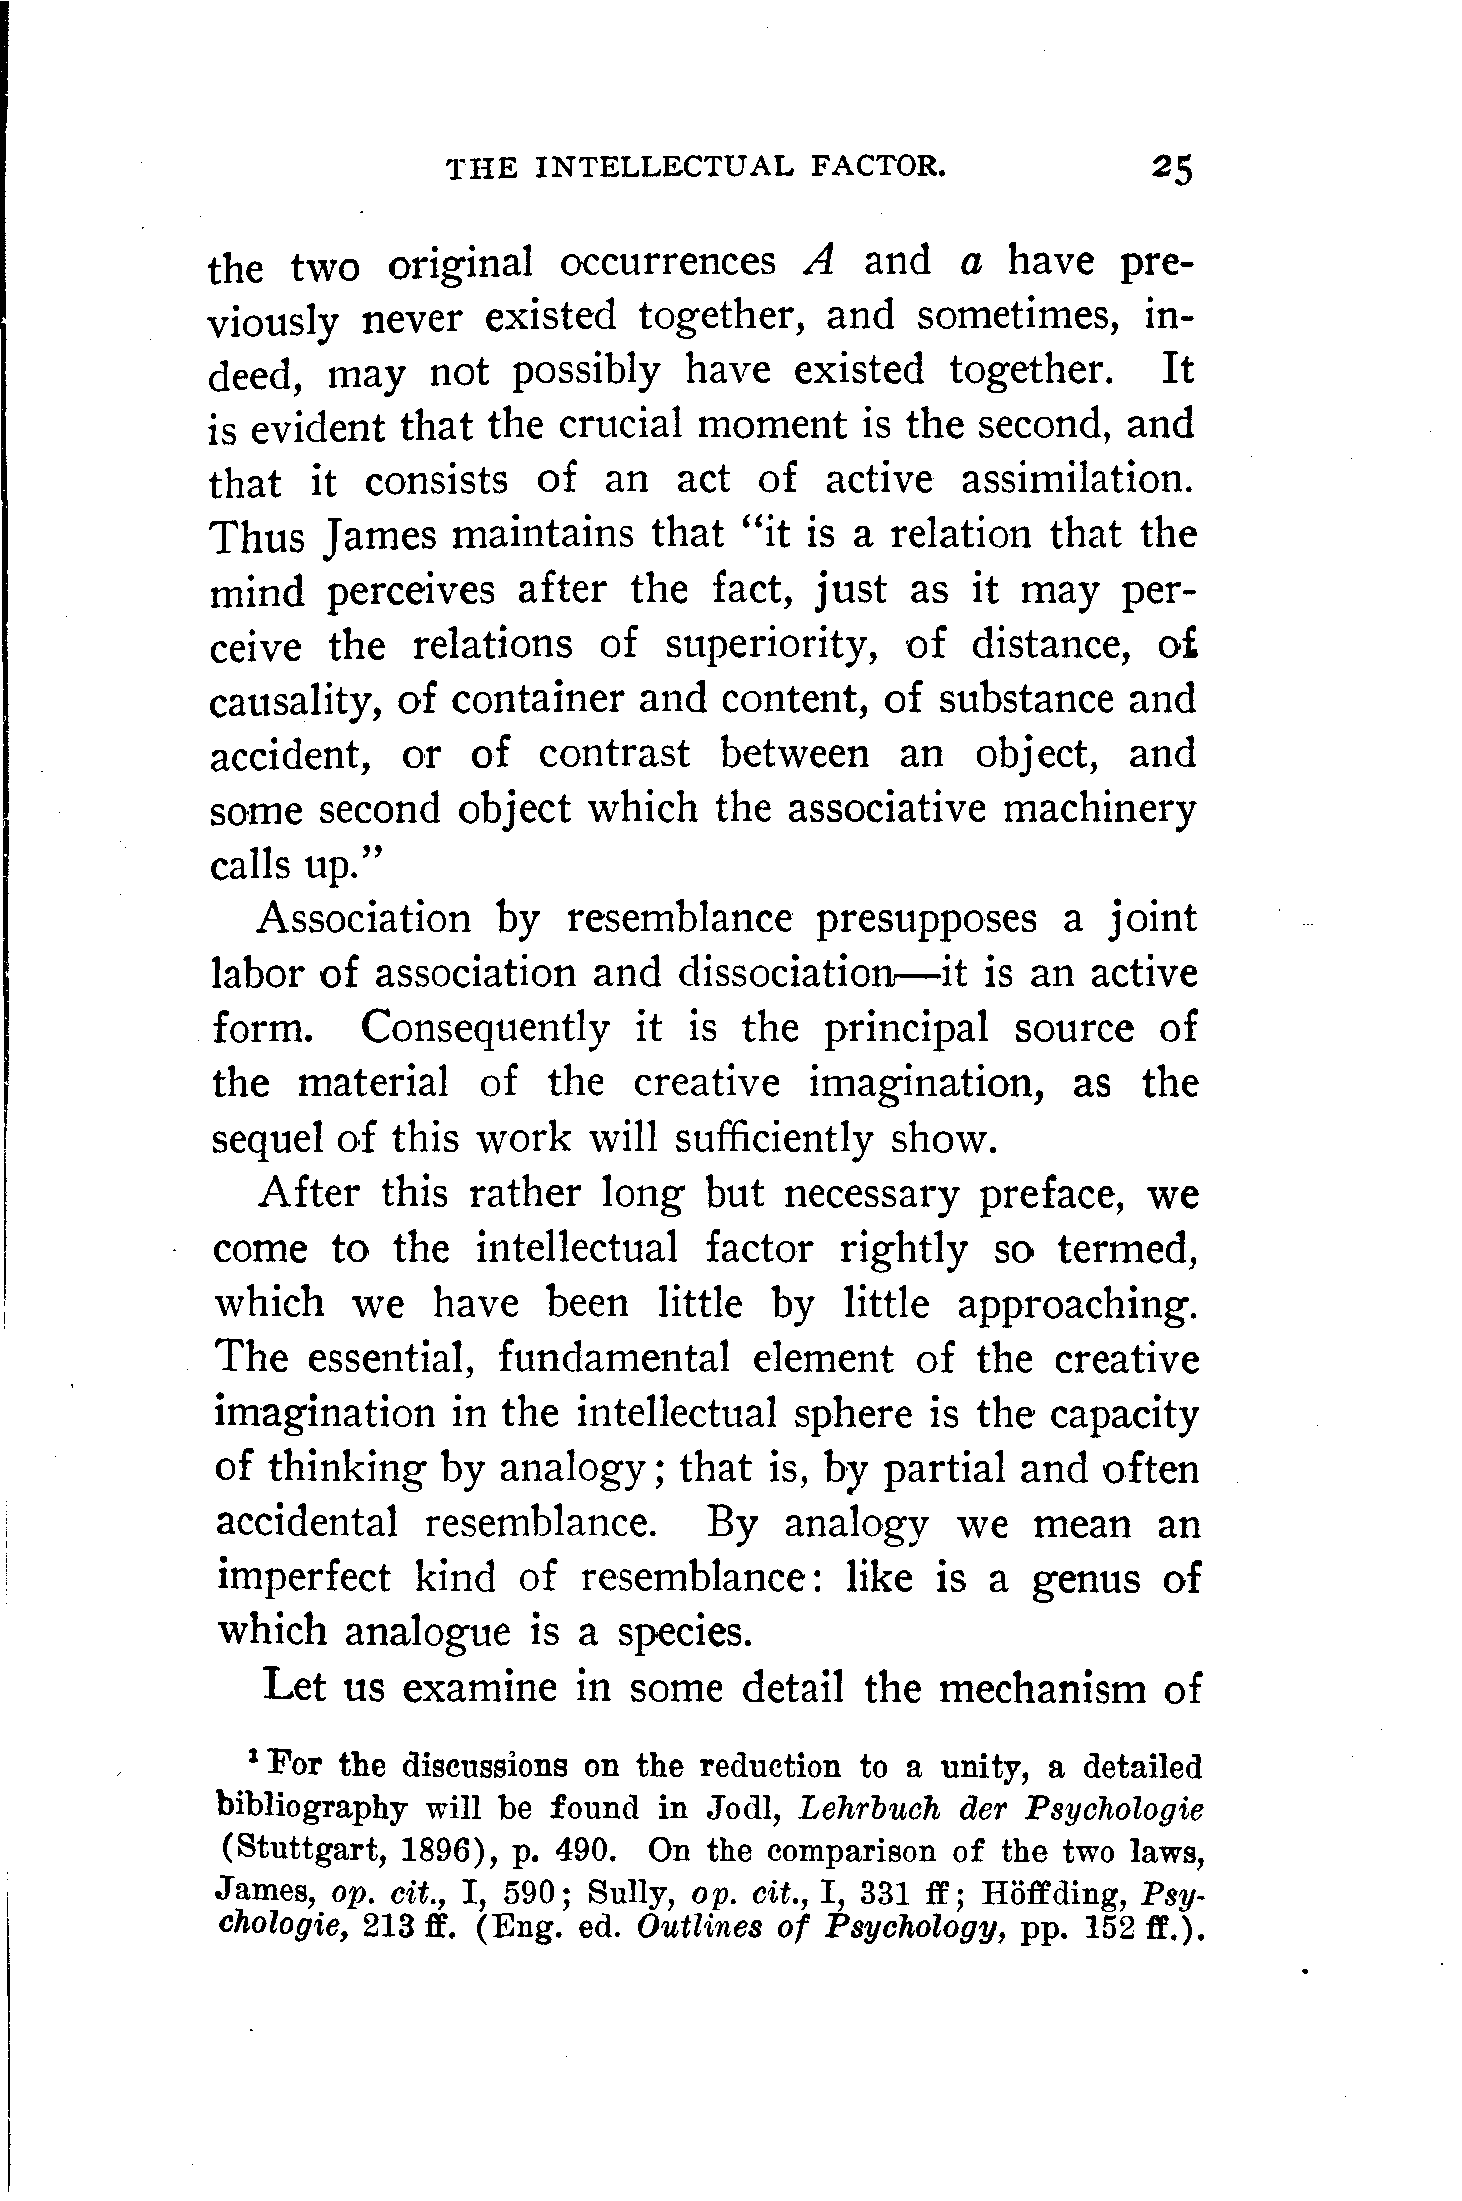 THE INTELLECTUAL FACTOR. 25
the two original occurrences A and a have pre-
viously never existed together, and sometimes, in-
deed, may not possibly have existed together. It
is evident that the crucial moment is the second, and
that it consists of an act of active assimilation.
Thus James maintains that “it is a relation that the
mind perceives after the fact, just as it may per-
ceive the relations of superiority, of distance, of
causality, of container and content, of substance and
accident, or of contrast between an object, and
some second object which the associative machinery
calls up.”
Association by resemblance presupposes a joint
labor of association and dissociation—it is an active
form. Consequently it is the principal source of
the material of the creative imagination, as the
sequel of this work will sufficiently show.
After this rather long but necessary preface, we
come to the intellectual factor rightly so termed,
which we have been little by little approaching.
The essential, fundamental element of the creative
imagination in the intellectual sphere is the capacity
of thinking by analogy; that is, by partial and often
accidental resemblance. By analogy we mean an
imperfect kind of resemblance: like is a genus of
which analogue is a species.
Let us examine in some detail the mechanism of
¹ For the discussions on the reduction to a unity, a detailed
bibliography will be found in Jodl, Lehrbuch der Psychologie
(Stuttgart, 1896), p. 490. On the comparison of the two laws,
James, op. cit., I, 590; Sully, op. cit., I, 331 ff; Höffding, Psy-
chologie, 213 ff. (Eng. ed. Outlines of Psychology, pp. 152 ff.).